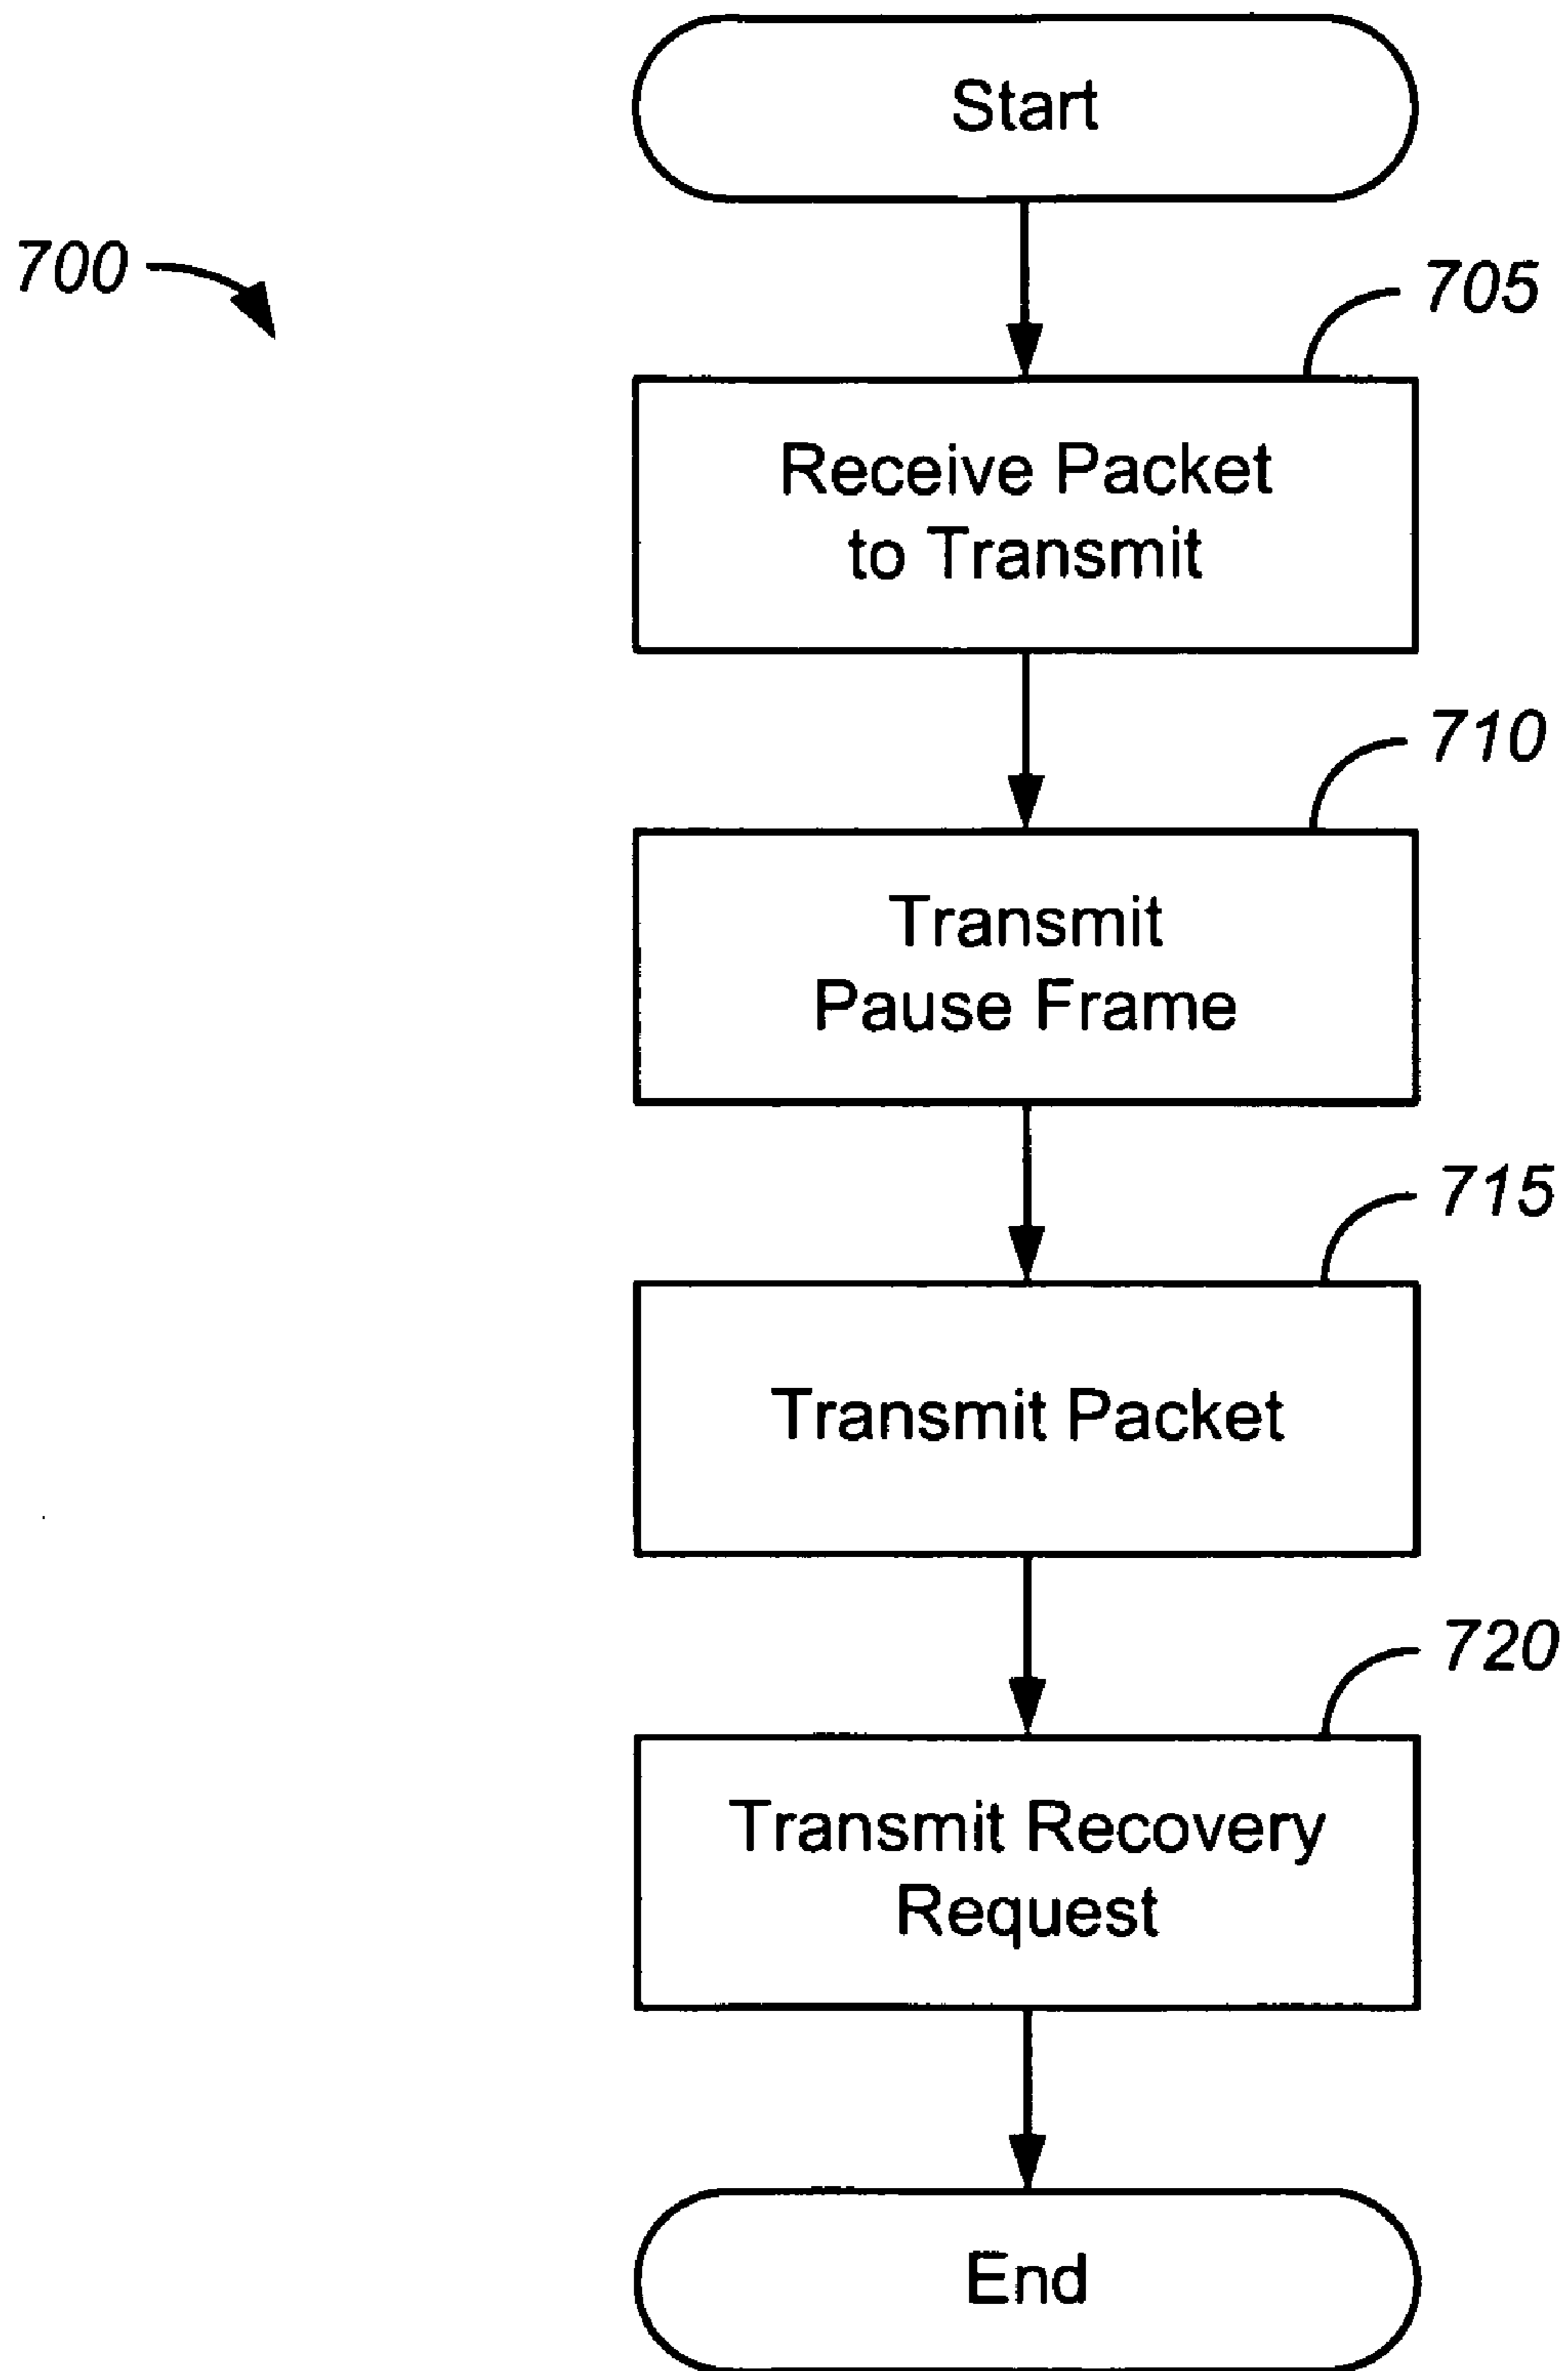 Start
700
705
Receive Packet
to Transmit
710
Transmit
Pause Frame
715
Transmit Packet
720
Transmit Recovery
Request
End